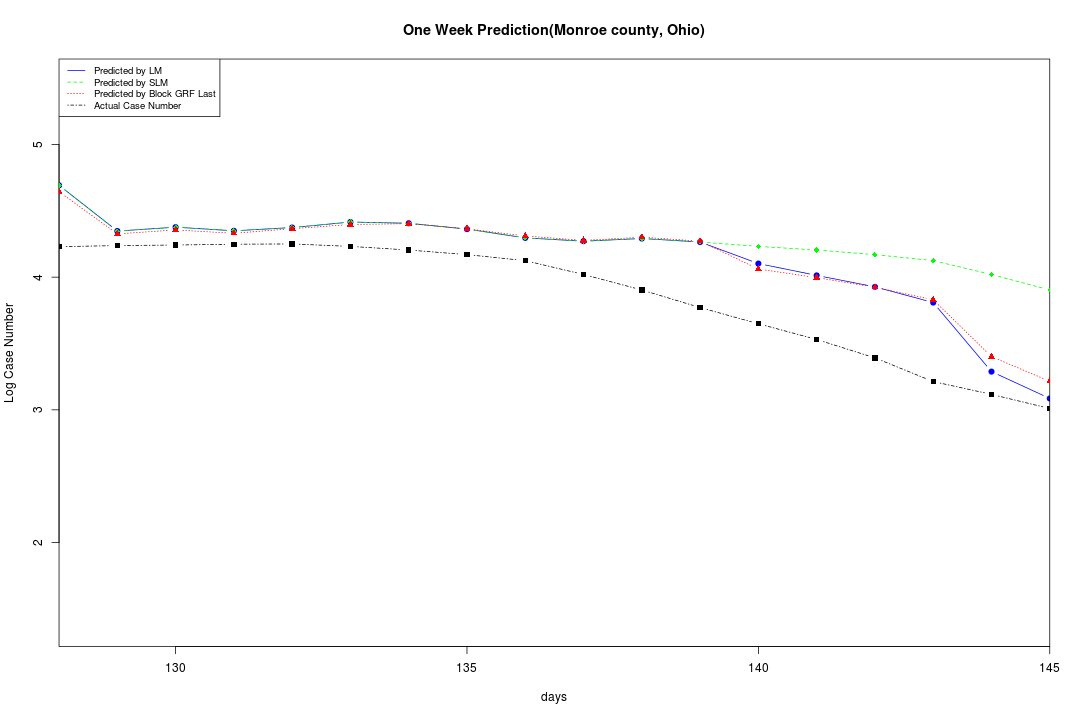 One Week Prediction(Monroe county, Ohio)
Predicted by LM
Predicted by SLM
Predicted by Block GRF Last
Actual Case Number
5
4
3
2
Log Case Number
130
135
140
145
days